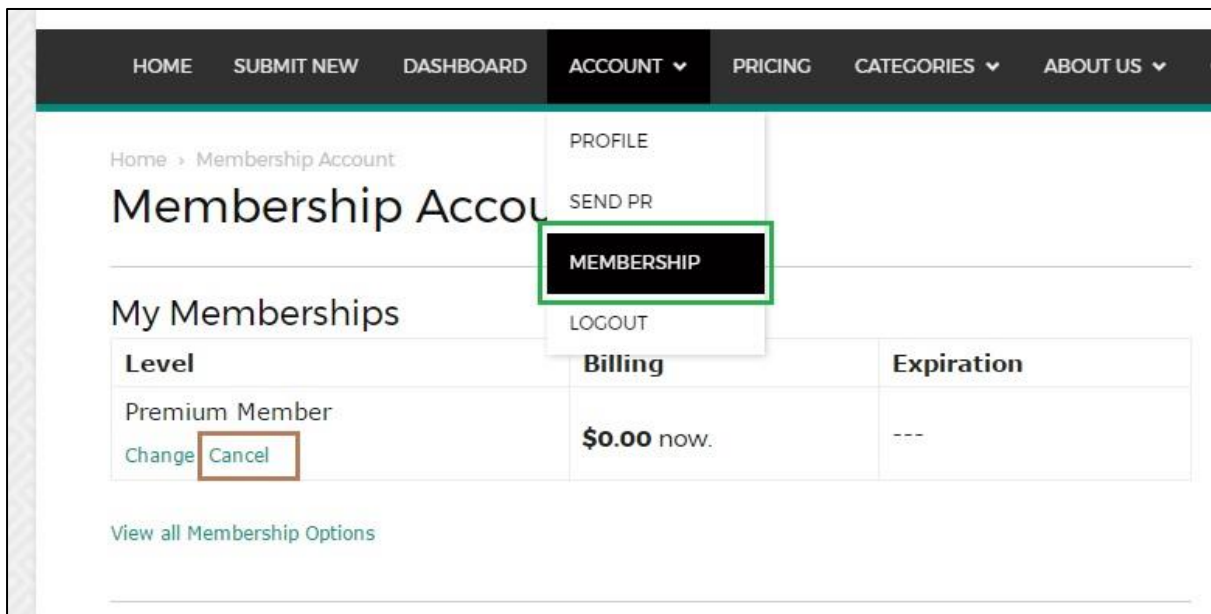 HOME SUBMIT NEW DASHBOARD ACCOUNT PRICING CATEGORIES ABOUT US
PROFILE
SEND PR
MEMBERSHIP
LOGOUT
Home › Membership Account
Membership Accou
My Memberships
Level Billing Expiration
Premium Member
Change Cancel
$0.00 now.
---
View all Membership Options